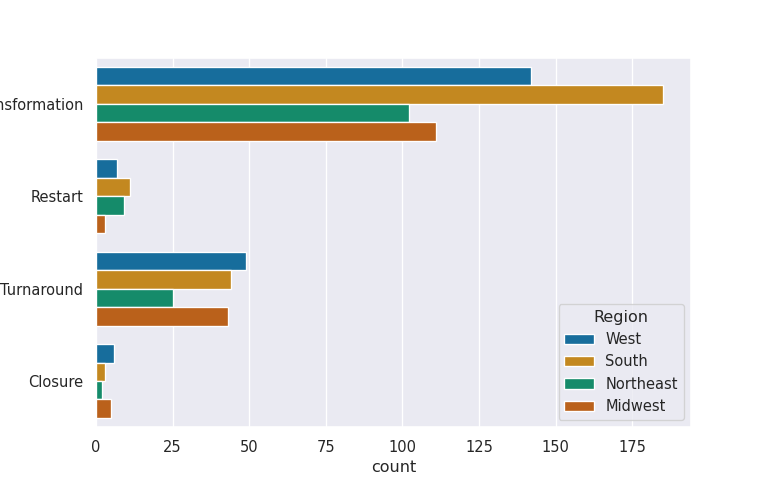 nsformation
Restart
Turnaround
Closure
0 25 50 75 100 125 150 175
count
Region
West
South
Northeast
Midwest